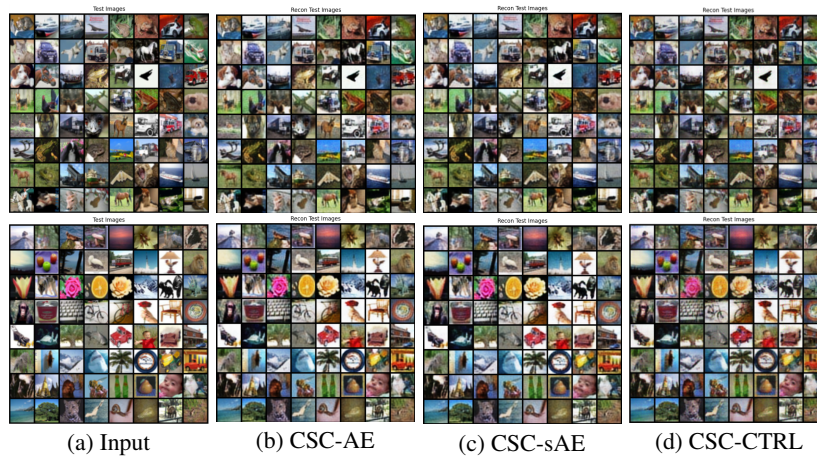 Test Images
Recon Test Images
Recon Test Images
Recon Test Images
Test Images
Recon Test Images
Recon Test Images
Recon Test Images
(a) Input
(b) CSC-AE
(c) CSC-sAE
(d) CSC-CTRL